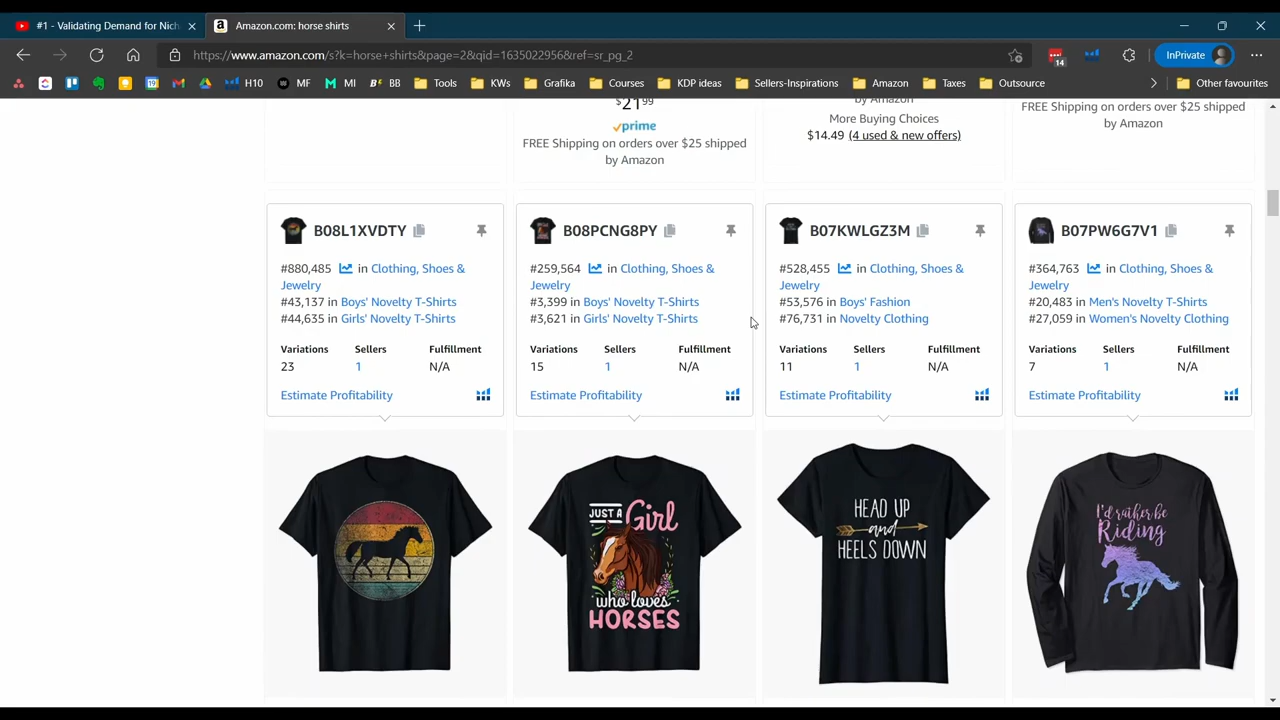 #1 - Validating Demand for Nich
Amazon.com: horse shirts
https://www.amazon.com/s?k=horse+shirts&page=2&qid=1635022956&ref=sr_pg_2
14
InPrivate
19
H10
MF
MI
BB
Tools
KWs
Grafika
Courses
KDP ideas
Sellers-Inspirations
Amazon
Taxes
Outsource
Other favourites
$21.99
prime
FREE Shipping on orders over $25 shipped
by Amazon
by Amazon
More Buying Choices
$14.49 (4 used & new offers)
FREE Shipping on orders over $25 shipped
by Amazon
B08L1XVDTY
#880,485 in Clothing, Shoes &
Jewelry
#43,137 in Boys' Novelty T-Shirts
#44,635 in Girls' Novelty T-Shirts
Variations Sellers Fulfillment
23 1 N/A
Estimate Profitability
B08PCNG8PY
#259,564 in Clothing, Shoes &
Jewelry
#3,399 in Boys' Novelty T-Shirts
#3,621 in Girls' Novelty T-Shirts
Variations Sellers Fulfillment
15 1 N/A
Estimate Profitability
B07KWLGZ3M
#528,455 in Clothing, Shoes &
Jewelry
#53,576 in Boys' Fashion
#76,731 in Novelty Clothing
Variations Sellers Fulfillment
11 1 N/A
Estimate Profitability
B07PW6G7V1
#364,763 in Clothing, Shoes &
Jewelry
#20,483 in Men's Novelty T-Shirts
#27,059 in Women's Novelty Clothing
Variations Sellers Fulfillment
7 1 N/A
Estimate Profitability
JUST A Girl
who loves
HORSES
HEAD UP
and
HEELS DOWN
I'd rather be
Riding